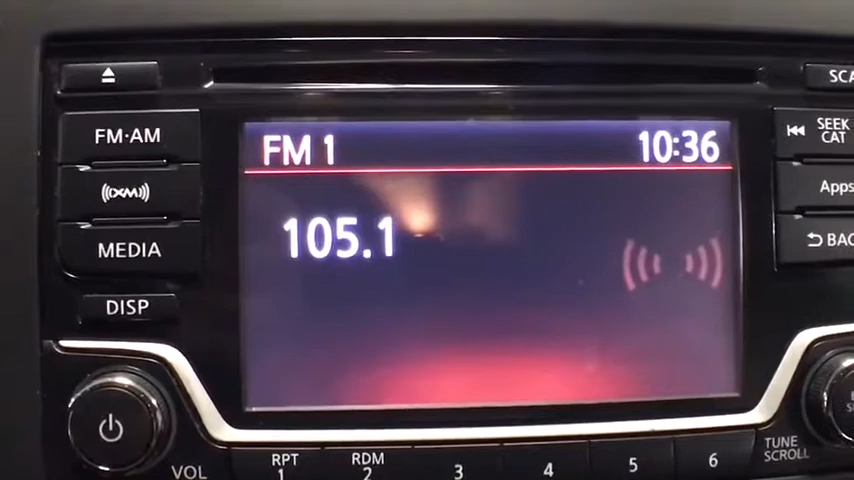 SCA
FM·AM
XM
MEDIA
DISP
FM 1 10:36
105.1
SEEK
CAT
Apps
BAC
VOL
RPT
1
RDM
2
3
4
5
6
TUNE
SCROLL